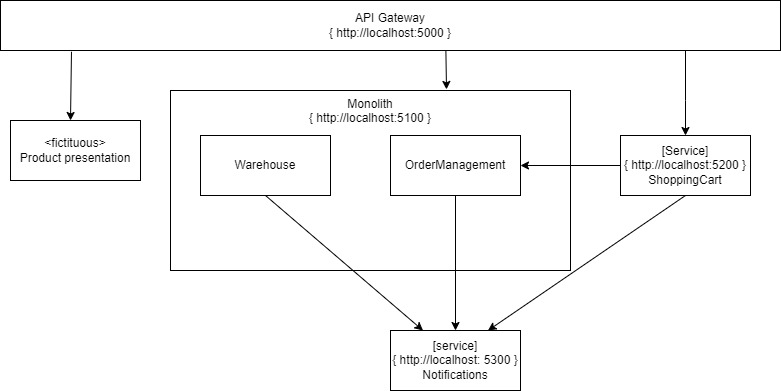 API Gateway
{ http://localhost:5000 }
Monolith
{ http://localhost:5100 }
<fictituous>
Product presentation
Warehouse
OrderManagement
[Service]
{ http://localhost:5200 }
ShoppingCart
[service]
{ http://localhost: 5300 }
Notifications